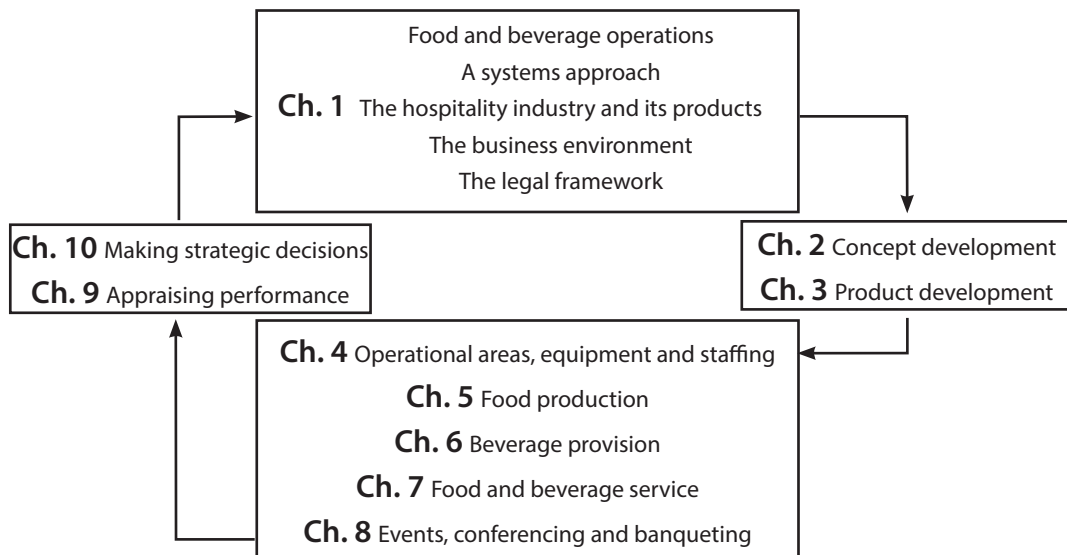 Food and beverage operations
A systems approach
Ch. 1 The hospitality industry and its products
The business environment
The legal framework
Ch. 10 Making strategic decisions
Ch. 9 Appraising performance
Ch. 2 Concept development
Ch. 3 Product development
Ch. 4 Operational areas, equipment and staffing
Ch. 5 Food production
Ch. 6 Beverage provision
Ch. 7 Food and beverage service
Ch. 8 Events, conferencing and banqueting